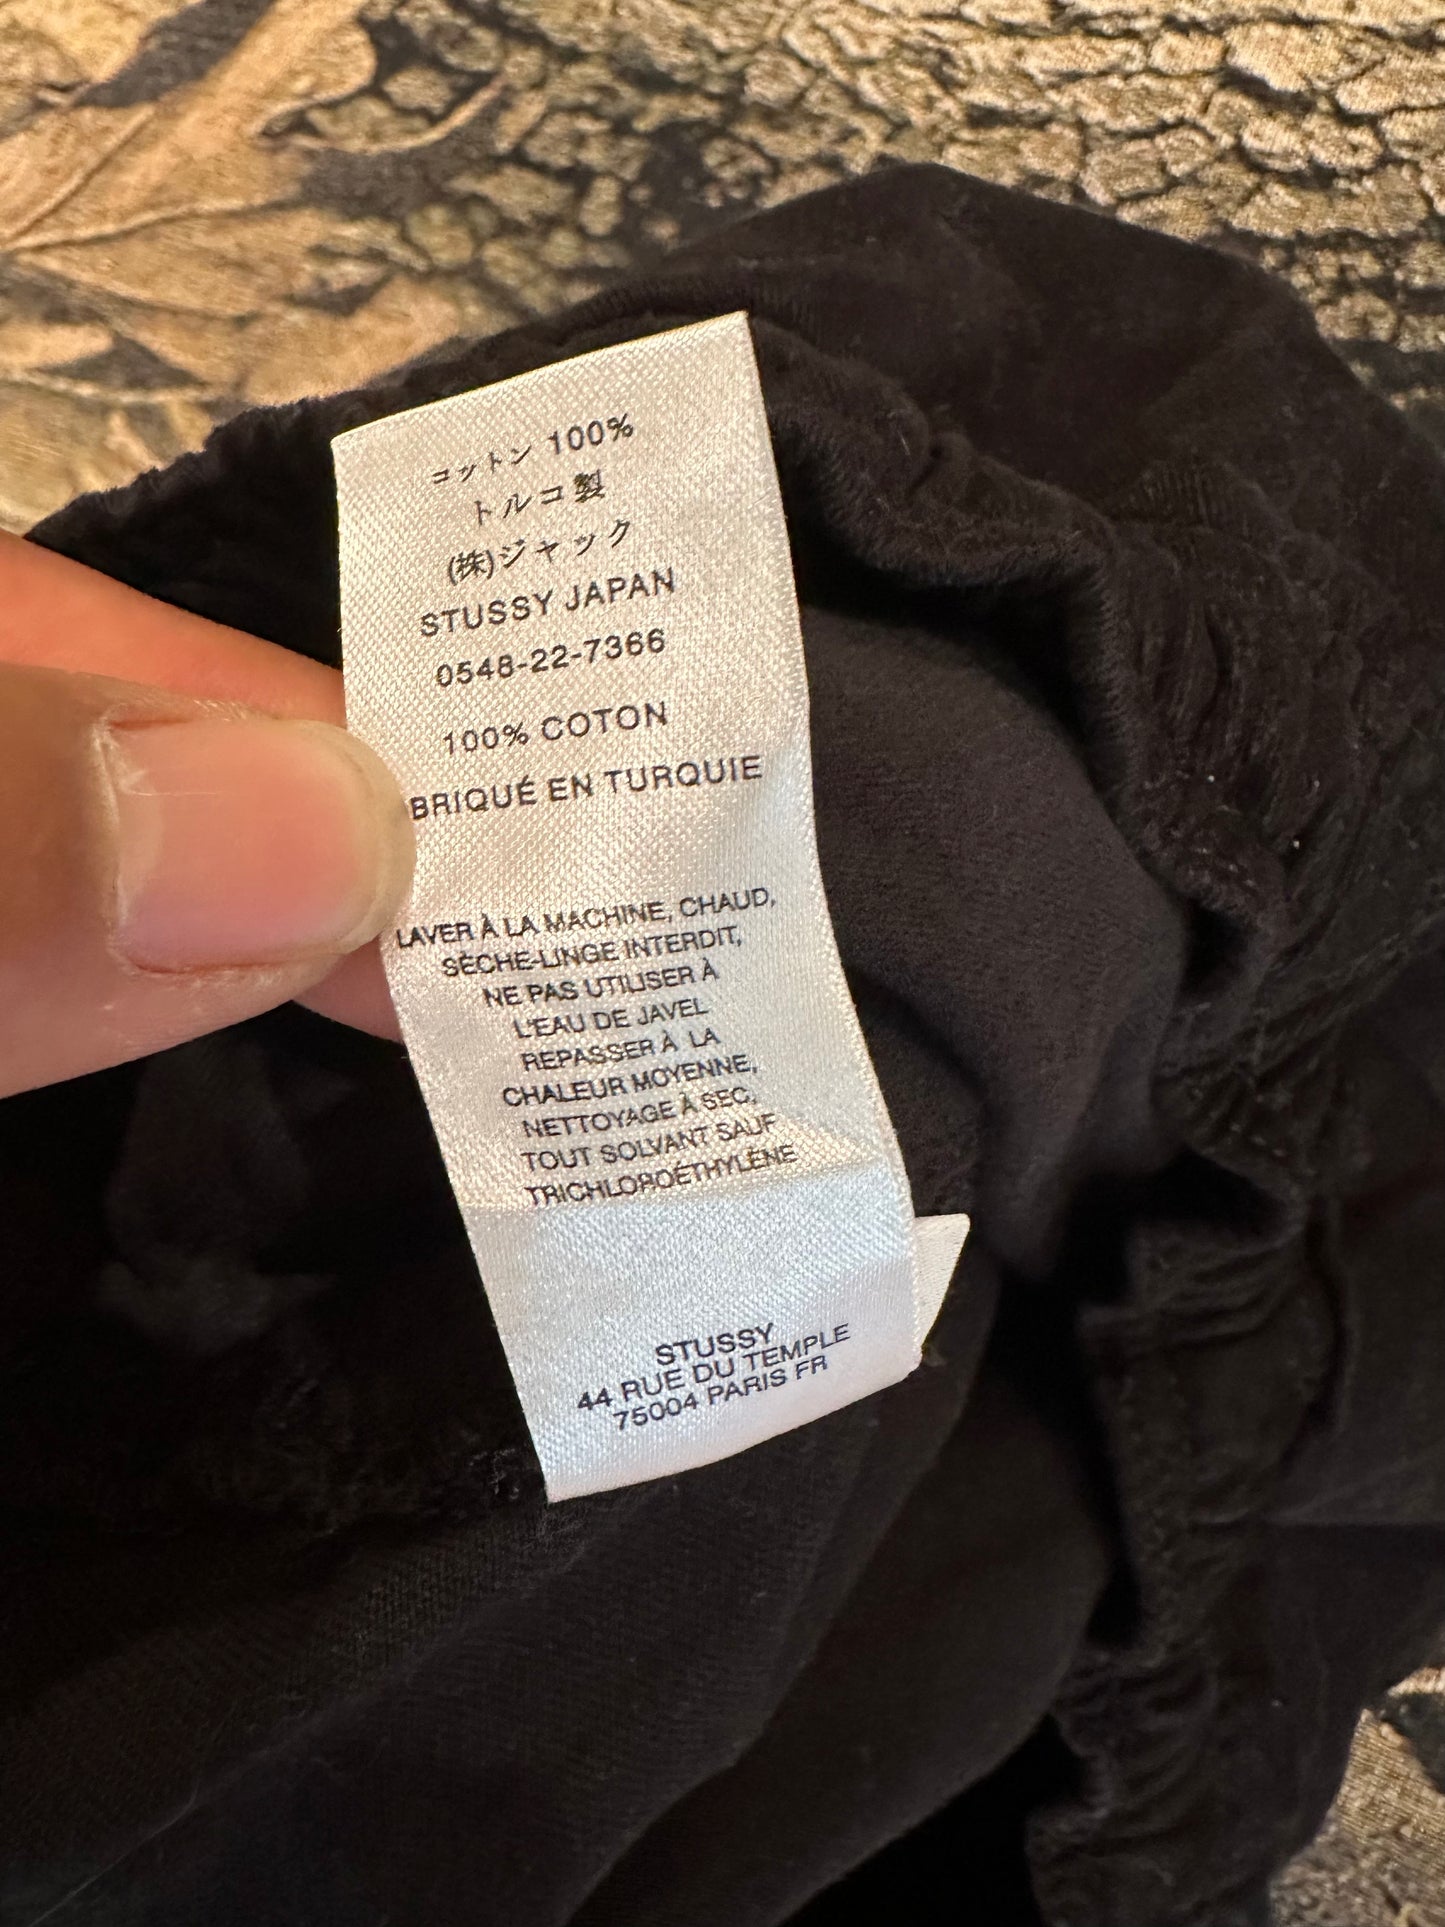 コットン 100%
トルコ製
(株)ジャック
STUSSY JAPAN
0548-22-7366
100% COTON
BRIQUÉ EN TURQUIE
LAVER À LA MACHINE, CHAUD,
SÈCHE-LINGE INTERDIT,
NE PAS UTILISER À
L'EAU DE JAVEL
REPASSER À LA
CHALEUR MOYENNE,
NETTOYAGE À SEC,
TOUT SOLVANT SAUF
TRICHLOROÉTHYLÈNE
STUSSY
44 RUE DU TEMPLE
75004 PARIS FR